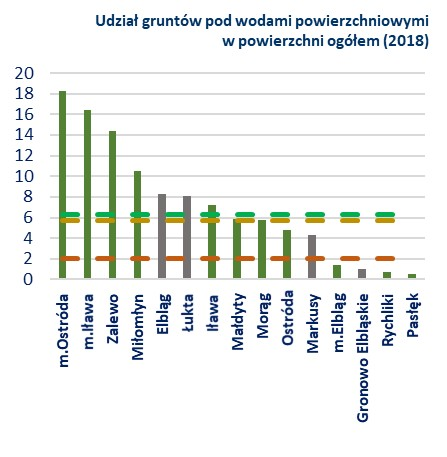 Udział gruntów pod wodami powierzchniowymi
w powierzchni ogółem (2018)
20
18
16
14
12
10
8
6
4
2
0
m.Ostróda
m.Iława
Zalewo
Miłomłyn
Elbląg
Łukta
Iława
Małdyty
Morąg
Ostróda
Markusy
m.Elbląg
Gronowo Elbląskie
Rychliki
Pasłęk